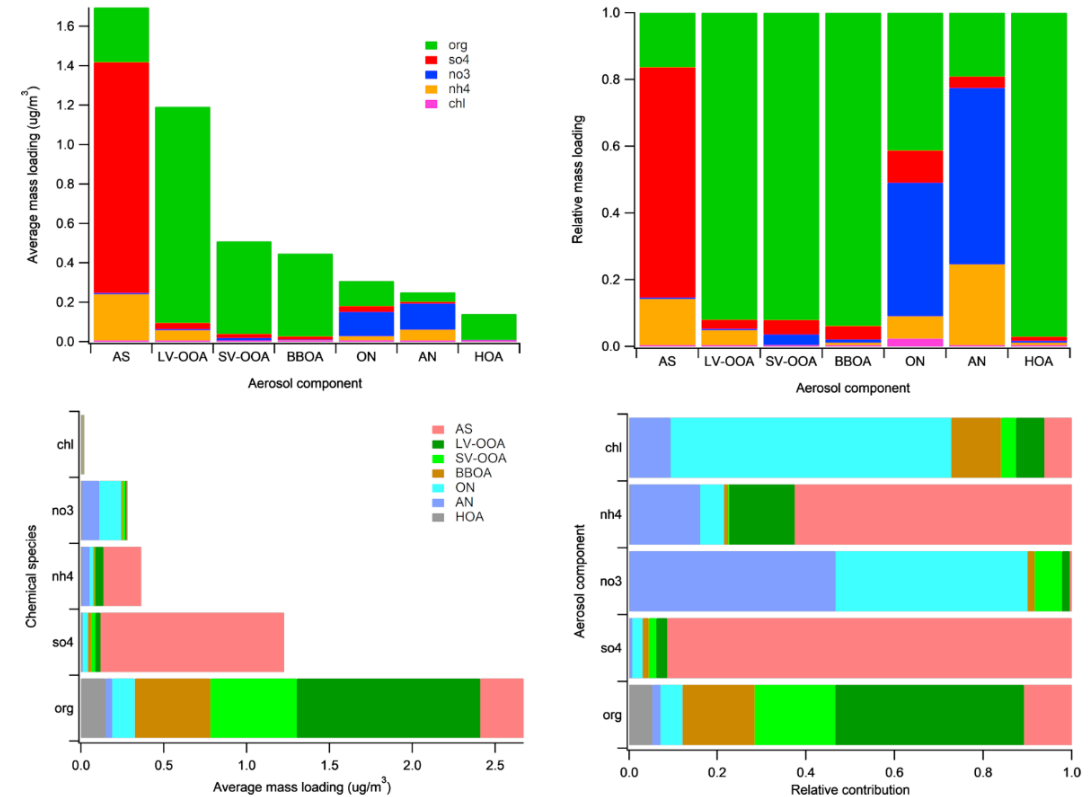 1.6
1.4
1.2
1.0
0.8
0.6
0.4
0.2
0.0
Average mass loading (ug/m³)
org
so4
no3
nh4
chl
AS LV-OOA SV-OOA BBOA ON AN HOA
Aerosol component
1.0
0.8
0.6
0.4
0.2
0.0
Relative mass loading
AS LV-OOA SV-OOA BBOA ON AN HOA
Aerosol component
chl
no3
nh4
so4
org
Chemical species
AS
LV-OOA
SV-OOA
BBOA
ON
AN
HOA
0.0 0.5 1.0 1.5 2.0 2.5
Average mass loading (ug/m³)
chl
nh4
no3
so4
org
Aerosol component
0.0 0.2 0.4 0.6 0.8 1.0
Relative contribution